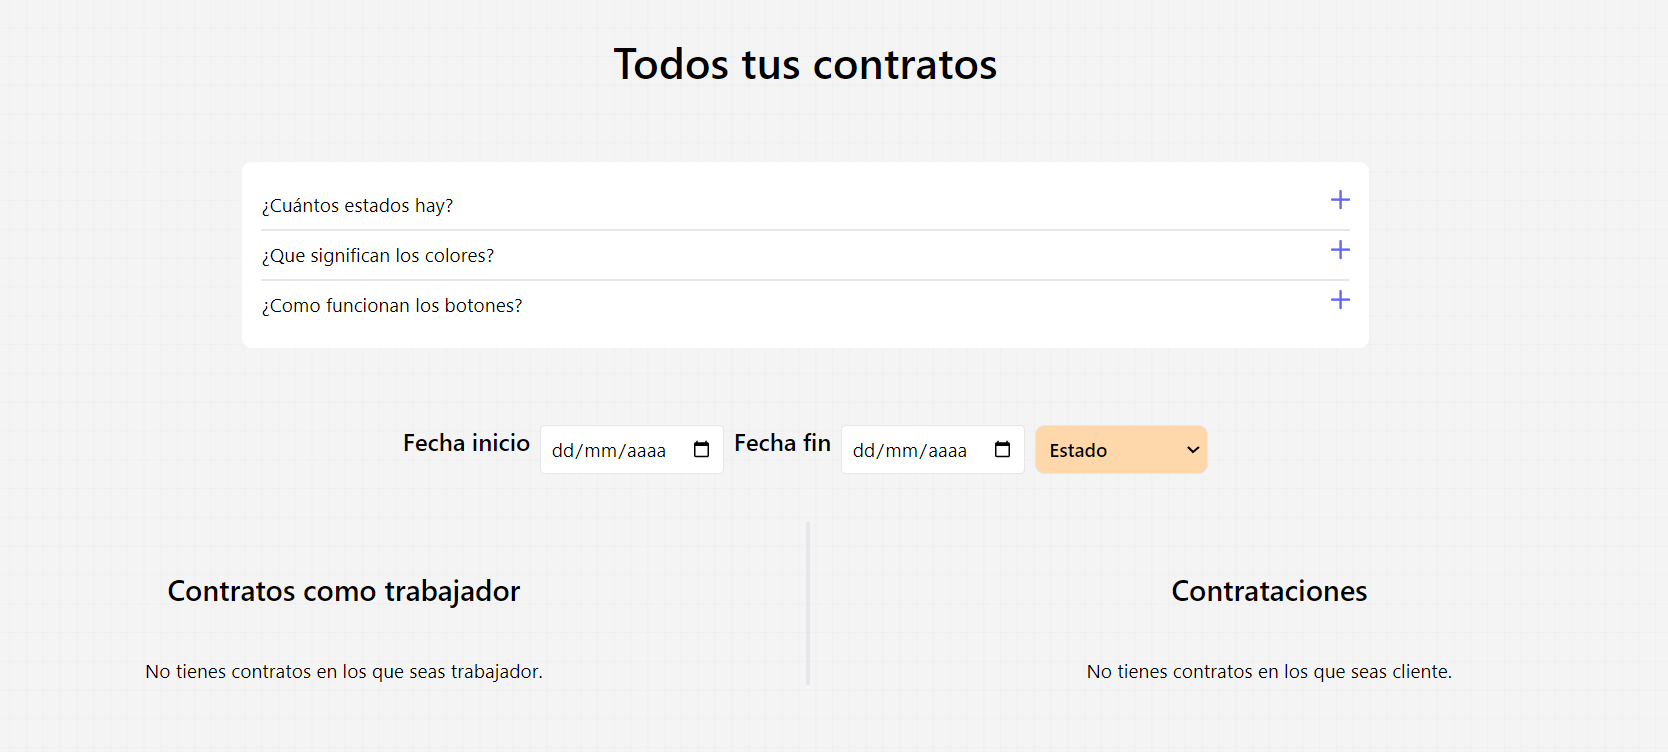 Todos tus contratos
¿Cuántos estados hay?
¿Que significan los colores?
¿Como funcionan los botones?
Fecha inicio dd/mm/aaaa Fecha fin dd/mm/aaaa Estado
Contratos como trabajador
No tienes contratos en los que seas trabajador.
Contrataciones
No tienes contratos en los que seas cliente.